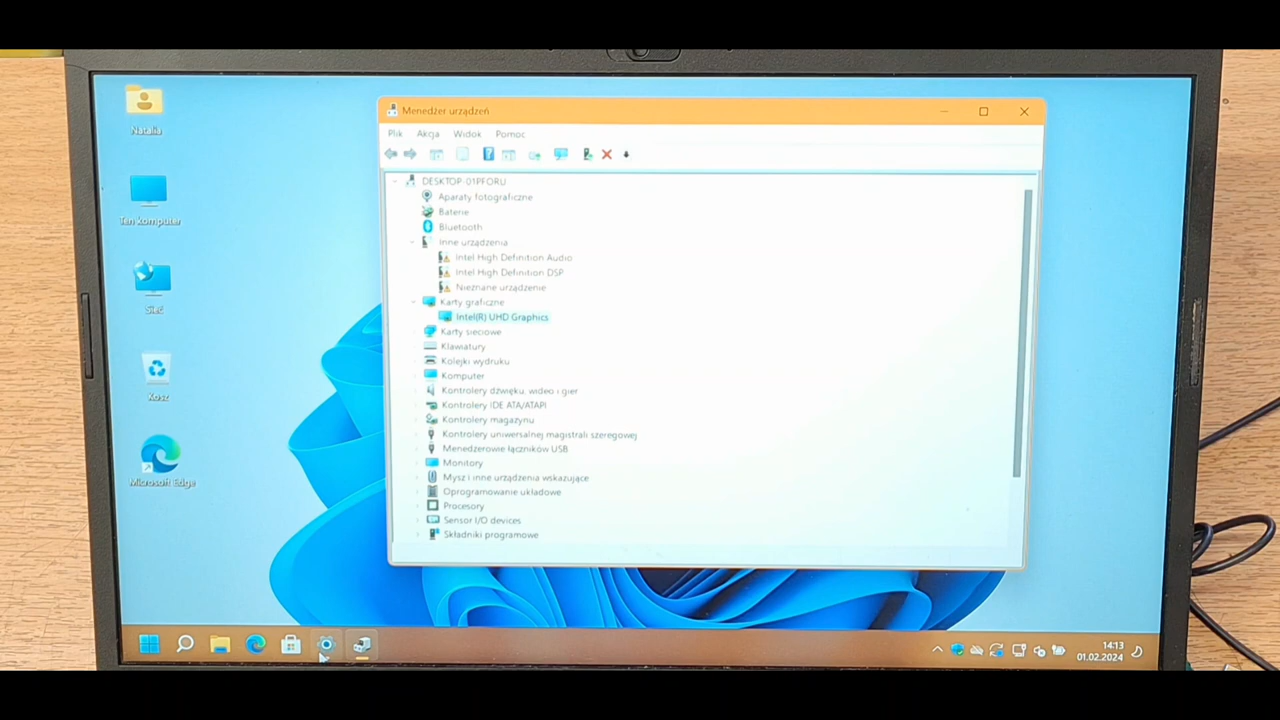 Natalia
Ten komputer
Sieć
Kosz
Microsoft Edge
Menedżer urządzeń
Plik Akcja Widok Pomoc
DESKTOP-01PFORU
Aparaty fotograficzne
Baterie
Bluetooth
Inne urządzenia
Intel High Definition Audio
Intel High Definition DSP
Nieznane urządzenie
Karty graficzne
Intel(R) UHD Graphics
Karty sieciowe
Klawiatury
Kolejki wydruku
Komputer
Kontrolery dźwięku, wideo i gier
Kontrolery IDE ATA/ATAPI
Kontrolery magazynu
Kontrolery uniwersalnej magistrali szeregowej
Menedżerowie łączników USB
Monitory
Mysz i inne urządzenia wskazujące
Oprogramowanie układowe
Procesory
Sensor I/O devices
Składniki programowe
14:13
01.02.2024